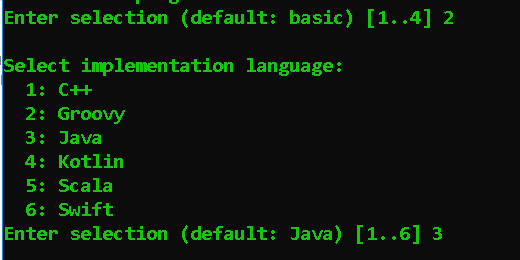 Enter selection (default: basic) [1..4] 2
Select implementation language:
1: C++
2: Groovy
3: Java
4: Kotlin
5: Scala
6: Swift
Enter selection (default: Java) [1..6] 3